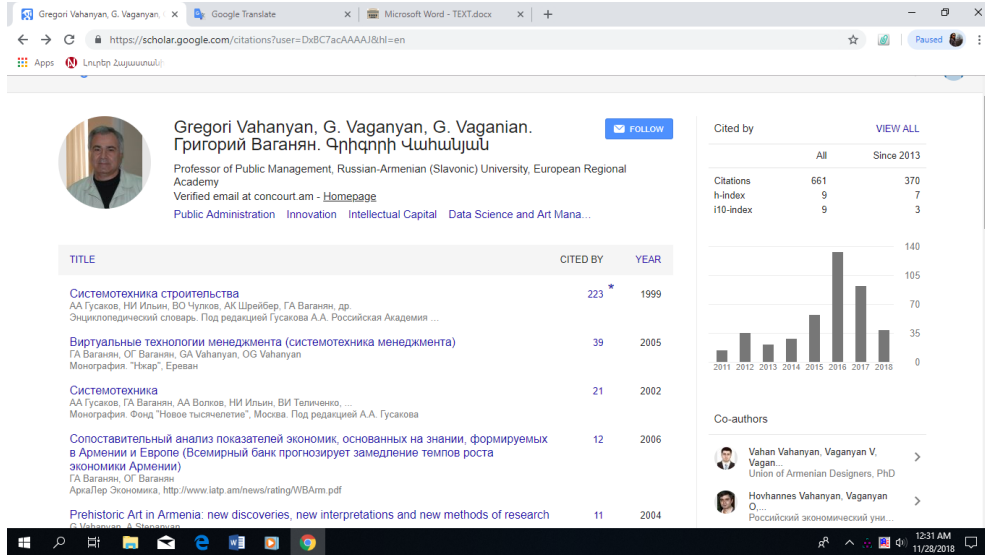 Gregori Vahanyan, G. Vaganyan,
Google Translate
Microsoft Word - TEXT.docx
https://scholar.google.com/citations?user=DxBC7acAAAAJ&hl=en
Paused
Apps
Լուրեր Հայաստանի
Gregori Vahanyan, G. Vaganyan, G. Vaganian.
Григорий Ваганян. Գրիգորի Վահանյան
FOLLOW
Professor of Public Management, Russian-Armenian (Slavonic) University, European Regional
Academy
Verified email at concourt.am - Homepage
Public Administration Innovation Intellectual Capital Data Science and Art Mana...
TITLE CITED BY YEAR
Системотехника строительства 223 * 1999
АА Гусаков, НИ Ильин, ВО Чулков, АК Шрейбер, ГА Ваганян, др.
Энциклопедический словарь. Под редакцией Гусакова А.А. Российская Академия ...
Виртуальные технологии менеджмента (системотехника менеджмента) 39 2005
ГА Ваганян, ОГ Ваганян, GA Vahanyan, OG Vahanyan
Монография. "Нжар", Ереван
Системотехника 21 2002
АА Гусаков, ГА Ваганян, АА Волков, НИ Ильин, ВИ Теличенко, ...
Монография. Фонд "Новое тысячелетие", Москва. Под редакцией А.А. Гусакова
Сопоставительный анализ показателей экономик, основанных на знании, формируемых 12 2006
в Армении и Европе (Всемирный банк прогнозирует замедление темпов роста
экономики Армении)
ГА Ваганян, ОГ Ваганян
АркаЛер Экономика, http://www.iatp.am/news/rating/WBArm.pdf
Prehistoric Art in Armenia: new discoveries, new interpretations and new methods of research 11 2004
G Vahanyan, A Stepanyan
Cited by VIEW ALL
All Since 2013
Citations 661 370
h-index 9 7
i10-index 9 3
140
105
70
35
0
2011 2012 2013 2014 2015 2016 2017 2018
Co-authors
Vahan Vahanyan, Vaganyan V,
Vagan...
Union of Armenian Designers, PhD
Hovhannes Vahanyan, Vaganyan
O,...
Российский экономический уни...
12:31 AM
11/28/2018